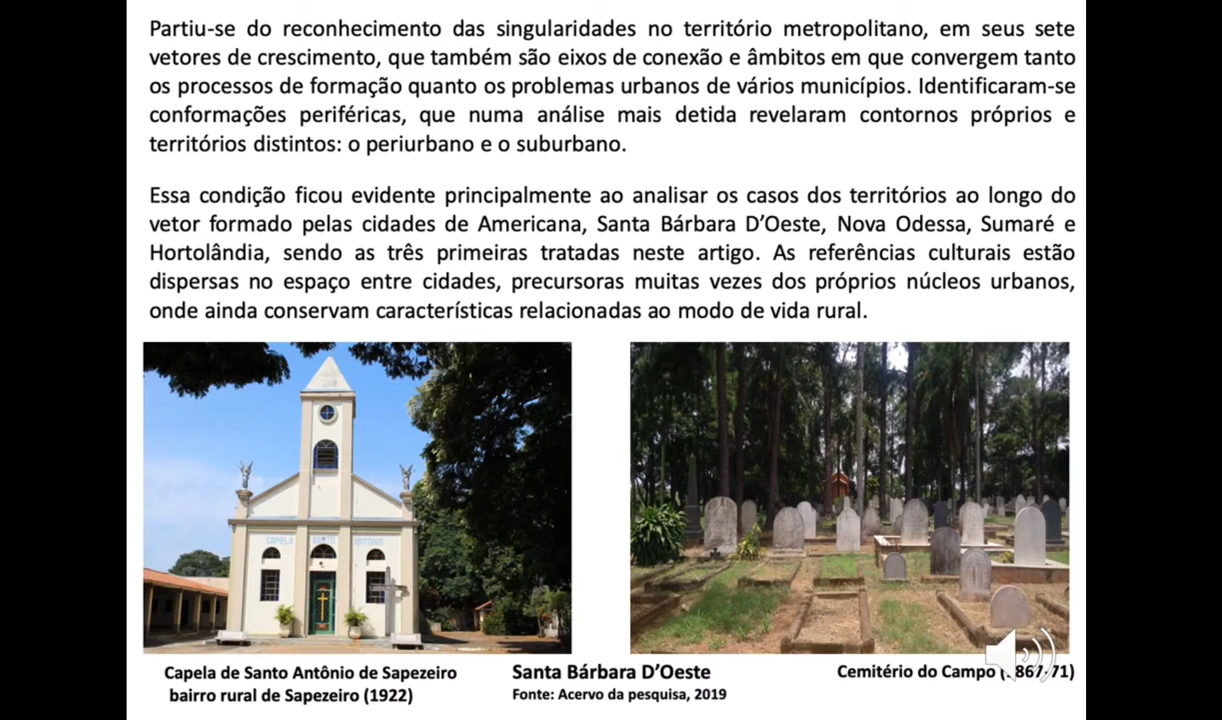 Partiu-se do reconhecimento das singularidades no território metropolitano, em seus sete
vetores de crescimento, que também são eixos de conexão e âmbitos em que convergem tanto
os processos de formação quanto os problemas urbanos de vários municípios. Identificaram-se
conformações periféricas, que numa análise mais detida revelaram contornos próprios e
territórios distintos: o periurbano e o suburbano.
Essa condição ficou evidente principalmente ao analisar os casos dos territórios ao longo do
vetor formado pelas cidades de Americana, Santa Bárbara D’Oeste, Nova Odessa, Sumaré e
Hortolândia, sendo as três primeiras tratadas neste artigo. As referências culturais estão
dispersas no espaço entre cidades, precursoras muitas vezes dos próprios núcleos urbanos,
onde ainda conservam características relacionadas ao modo de vida rural.
CAPELA SANTO ANTONIO
Capela de Santo Antônio de Sapezeiro
bairro rural de Sapezeiro (1922)
Santa Bárbara D’Oeste
Fonte: Acervo da pesquisa, 2019
Cemitério do Campo